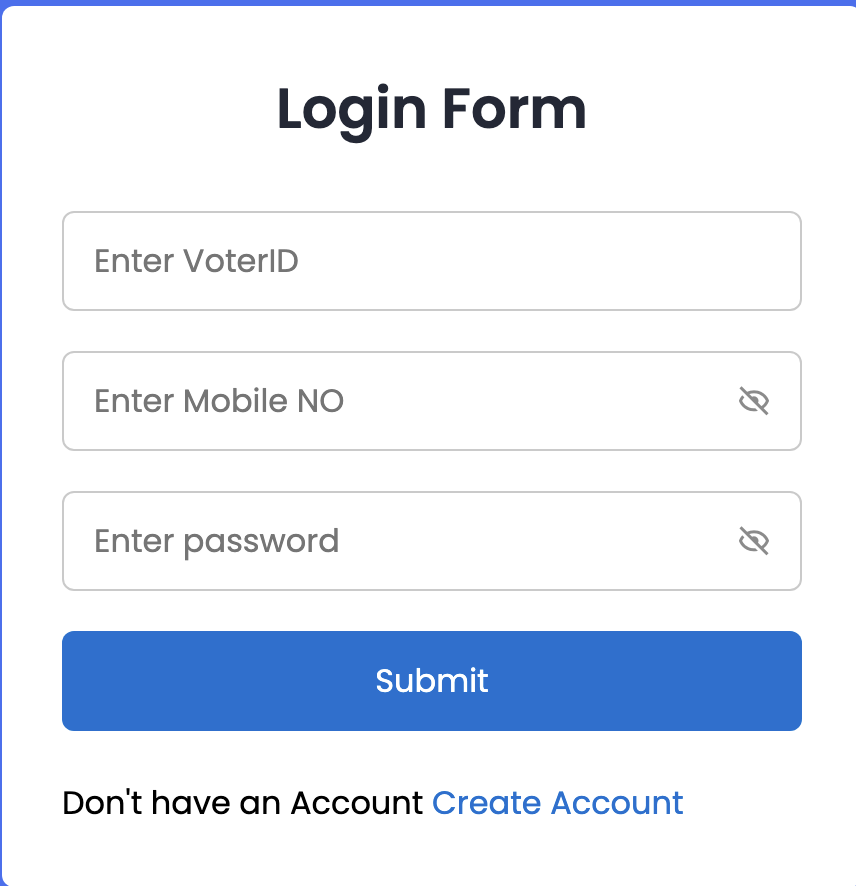 Login Form
Enter VoterID
Enter Mobile NO
Enter password
Submit
Don't have an Account Create Account